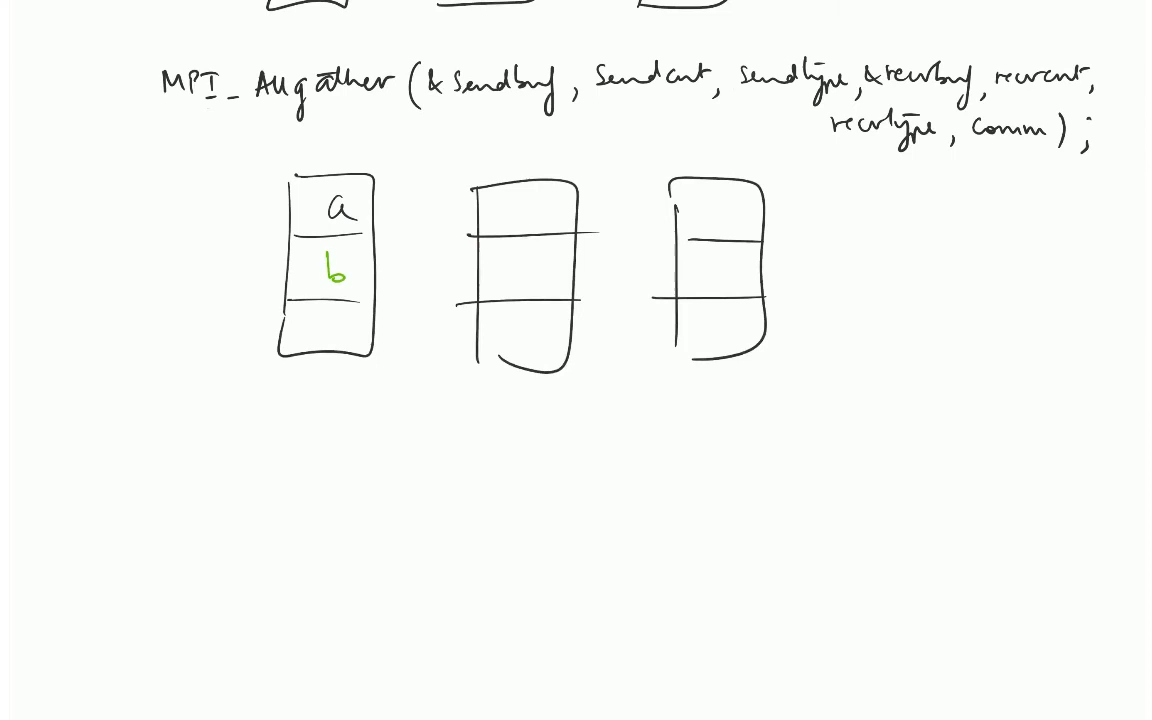 MPI_Allgather (& sendbuf, sendcnt, sendtype, & recvbuf, recvcnt,
recvtype, comm);
a
b